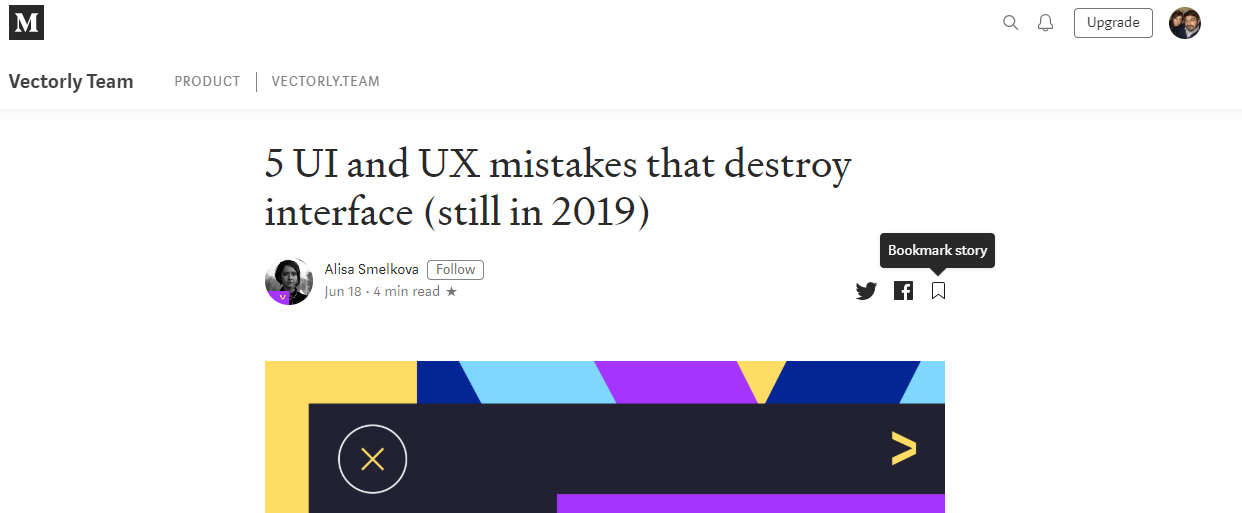 M
Upgrade
Vectorly Team PRODUCT VECTORLY.TEAM
5 UI and UX mistakes that destroy
interface (still in 2019)
Bookmark story
Alisa Smelkova Follow
Jun 18 · 4 min read ★
>